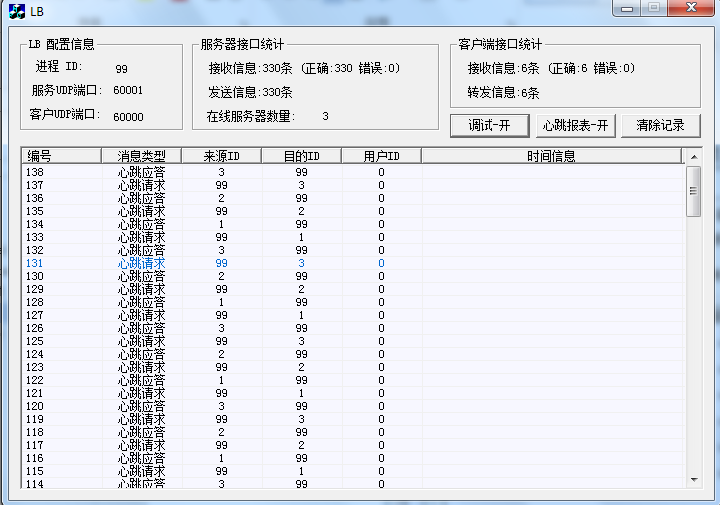 LB
LB 配置信息
进程 ID: 99
服务UDP端口: 60001
客户UDP端口: 60000
服务器接口统计
接收信息:330条 (正确:330 错误:0)
发送信息:330条
在线服务器数量: 3
客户端接口统计
接收信息:6条 (正确:6 错误:0)
转发信息:6条
调试-开 心跳报表-开 清除记录
编号 消息类型 来源ID 目的ID 用户ID 时间信息
138 心跳应答 3 99 0
137 心跳请求 99 3 0
136 心跳应答 2 99 0
135 心跳请求 99 2 0
134 心跳应答 1 99 0
133 心跳请求 99 1 0
132 心跳应答 3 99 0
131 心跳请求 99 3 0
130 心跳应答 2 99 0
129 心跳请求 99 2 0
128 心跳应答 1 99 0
127 心跳请求 99 1 0
126 心跳应答 3 99 0
125 心跳请求 99 3 0
124 心跳应答 2 99 0
123 心跳请求 99 2 0
122 心跳应答 1 99 0
121 心跳请求 99 1 0
120 心跳应答 3 99 0
119 心跳请求 99 3 0
118 心跳应答 2 99 0
117 心跳请求 99 2 0
116 心跳应答 1 99 0
115 心跳请求 99 1 0
114 心跳应答 3 99 0